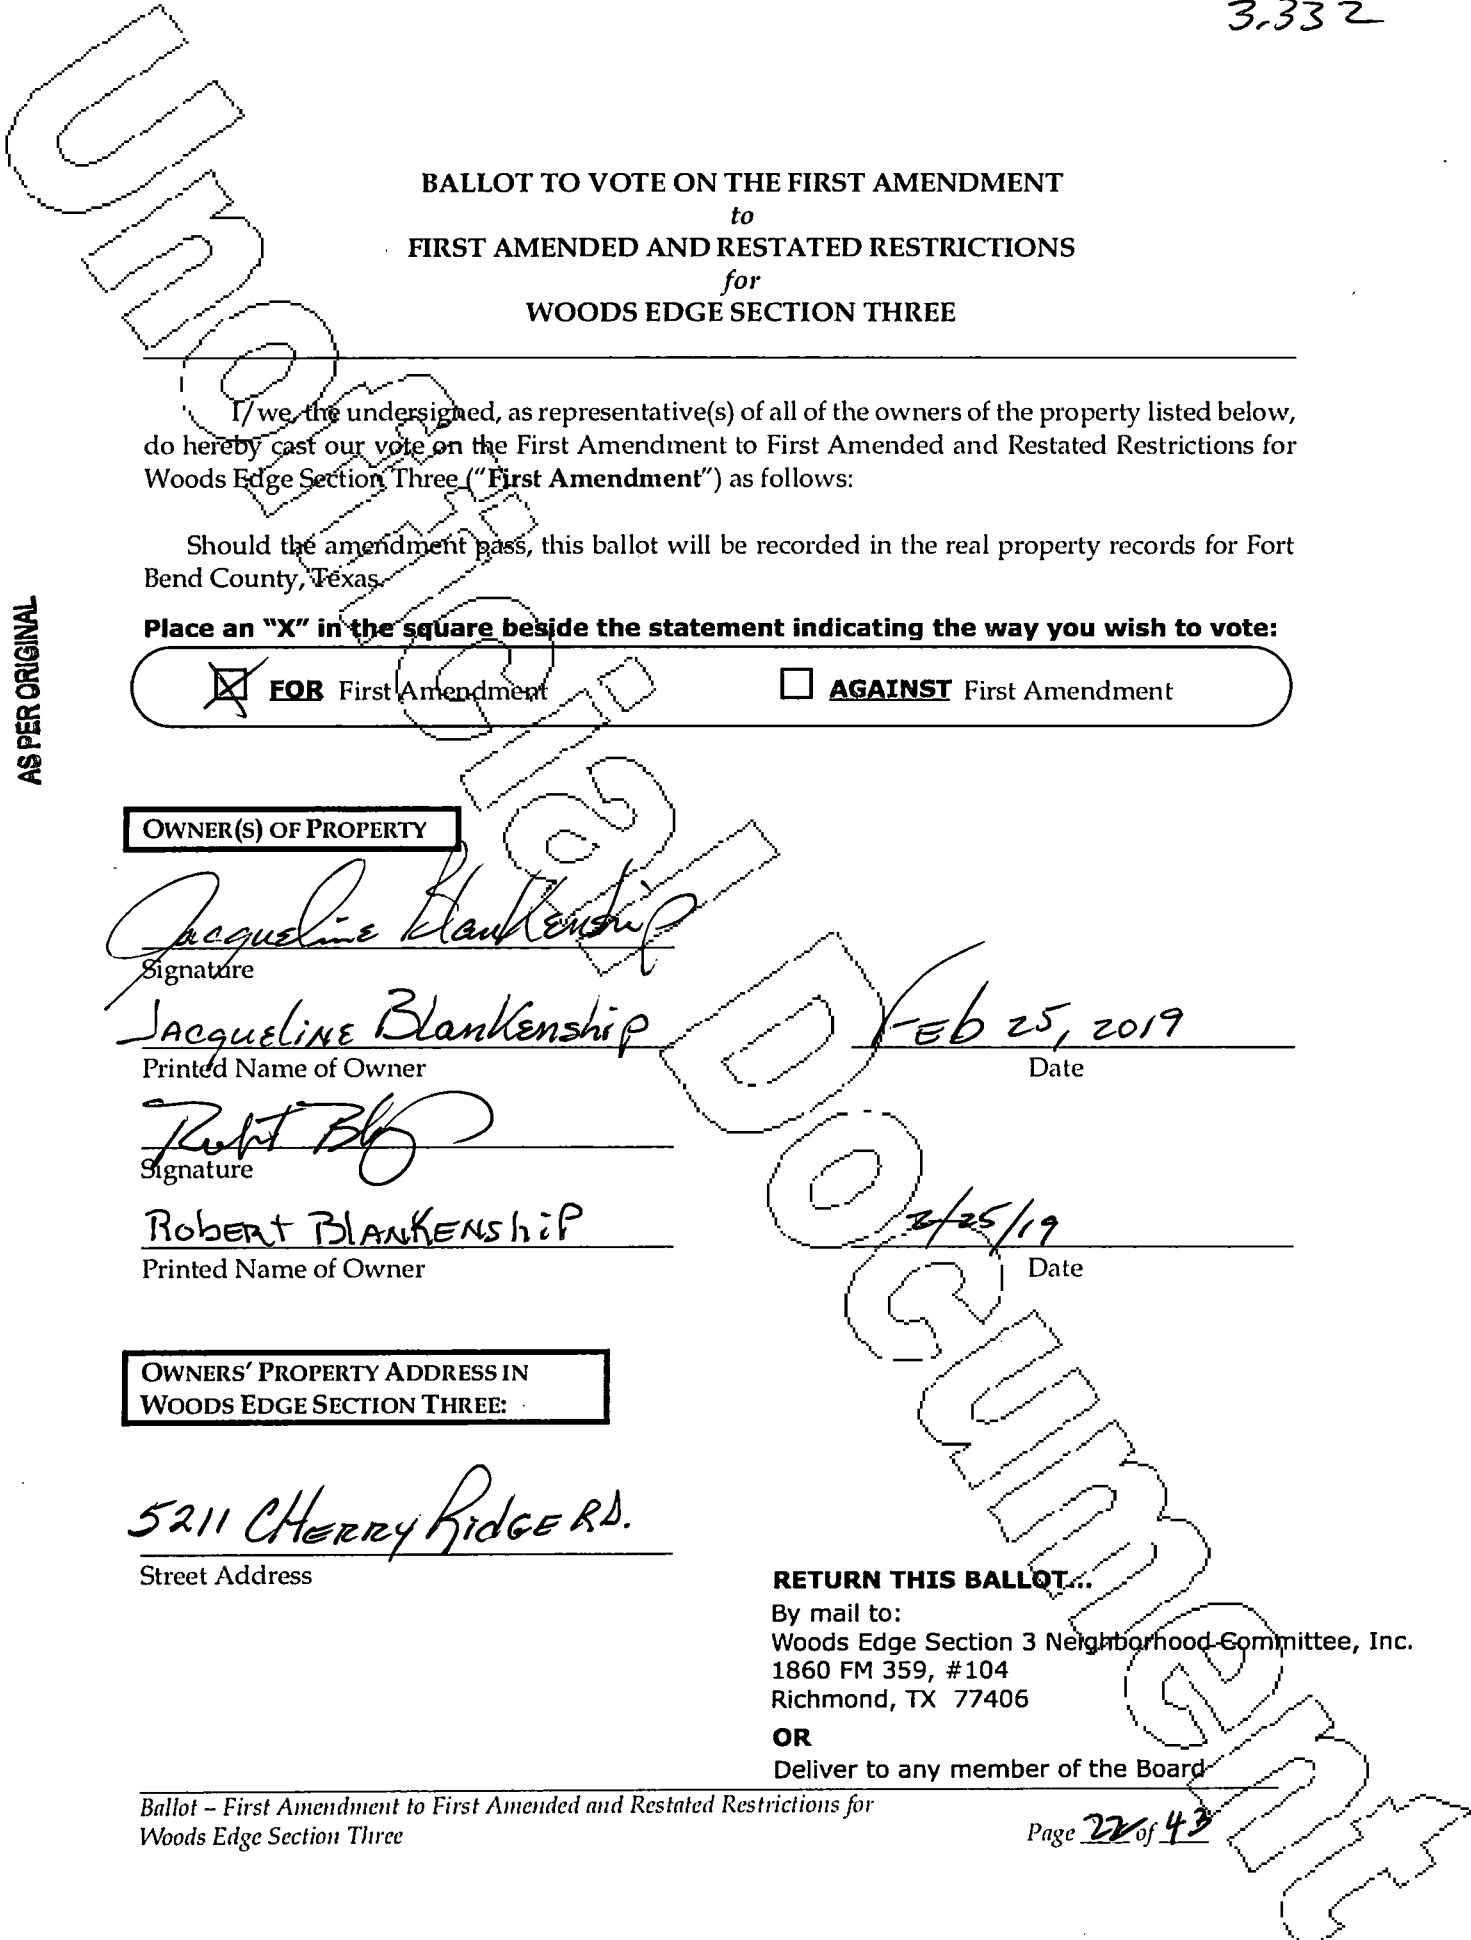 3.332
BALLOT TO VOTE ON THE FIRST AMENDMENT
to
FIRST AMENDED AND RESTATED RESTRICTIONS
for
WOODS EDGE SECTION THREE
I/we, the undersigned, as representative(s) of all of the owners of the property listed below,
do hereby cast our vote on the First Amendment to First Amended and Restated Restrictions for
Woods Edge Section Three ("First Amendment") as follows:
Should the amendment pass, this ballot will be recorded in the real property records for Fort
Bend County, Texas.
Place an "X" in the square beside the statement indicating the way you wish to vote:
FOR First Amendment AGAINST First Amendment
AS PER ORIGINAL
OWNER(S) OF PROPERTY
Jacqueline Blankenship
Signature
Jacqueline Blankenship Feb 25, 2019
Printed Name of Owner Date
Signature
Robert Blankenship 2/25/19
Printed Name of Owner Date
OWNERS' PROPERTY ADDRESS IN
WOODS EDGE SECTION THREE:
5211 Cherry Ridge Rd.
Street Address
RETURN THIS BALLOT...
By mail to:
Woods Edge Section 3 Neighborhood Committee, Inc.
1860 FM 359, #104
Richmond, TX 77406
OR
Deliver to any member of the Board
Ballot – First Amendment to First Amended and Restated Restrictions for
Woods Edge Section Three
Page 22 of 43
Unofficial Document